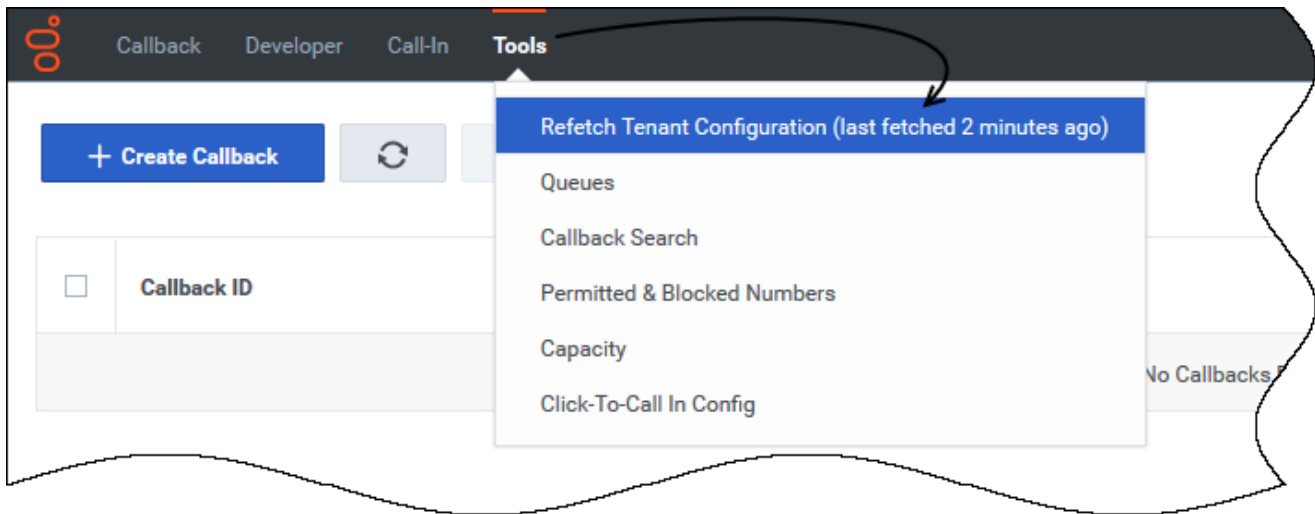 Callback Developer Call-In Tools
Refetch Tenant Configuration (last fetched 2 minutes ago)
+ Create Callback
Queues
Callback Search
Callback ID
Permitted & Blocked Numbers
Capacity
No Callbacks
Click-To-Call In Config